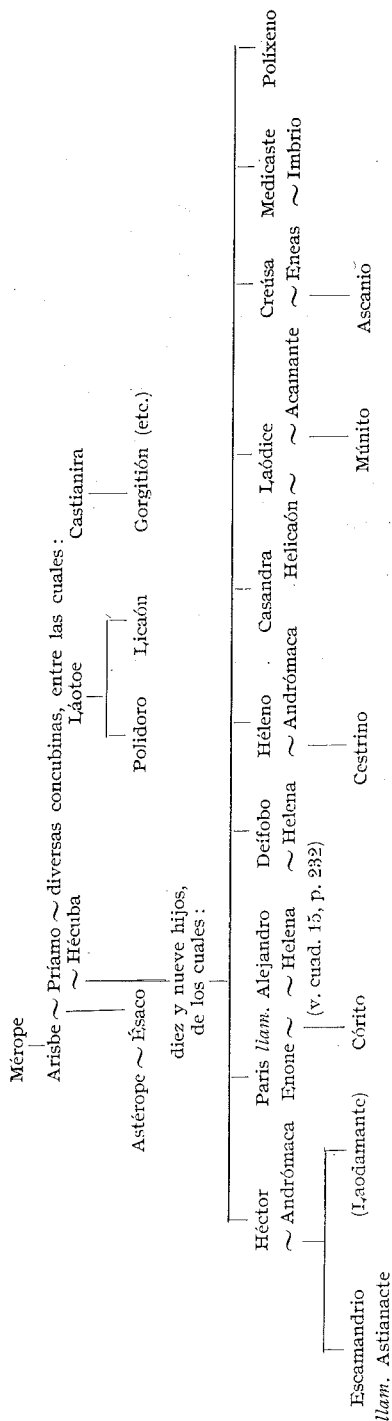 Mérope
Arisbe ~ Príamo ~ diversas concubinas, entre las cuales :
~ Hécuba
Láotoe
Castianira
Astérope ~ Ésaco
Polidoro Licaón
Gorgitión (etc.)
diez y nueve hijos,
de los cuales :
Héctor
Paris llam. Alejandro
Deífobo
Héleno
Casandra
Laódice
Creúsa
Medicaste
Polixeno
~ Andrómaca
Enone ~ ~ Helena
~ Helena
~ Andrómaca
Helicaón ~ ~ Acamante
~ Eneas
~ Imbrio
(v. cuad. 15, p. 232)
Escamandrio
llam. Astianacte
(Laodamante)
Córito
Cestrino
Múnito
Ascanio